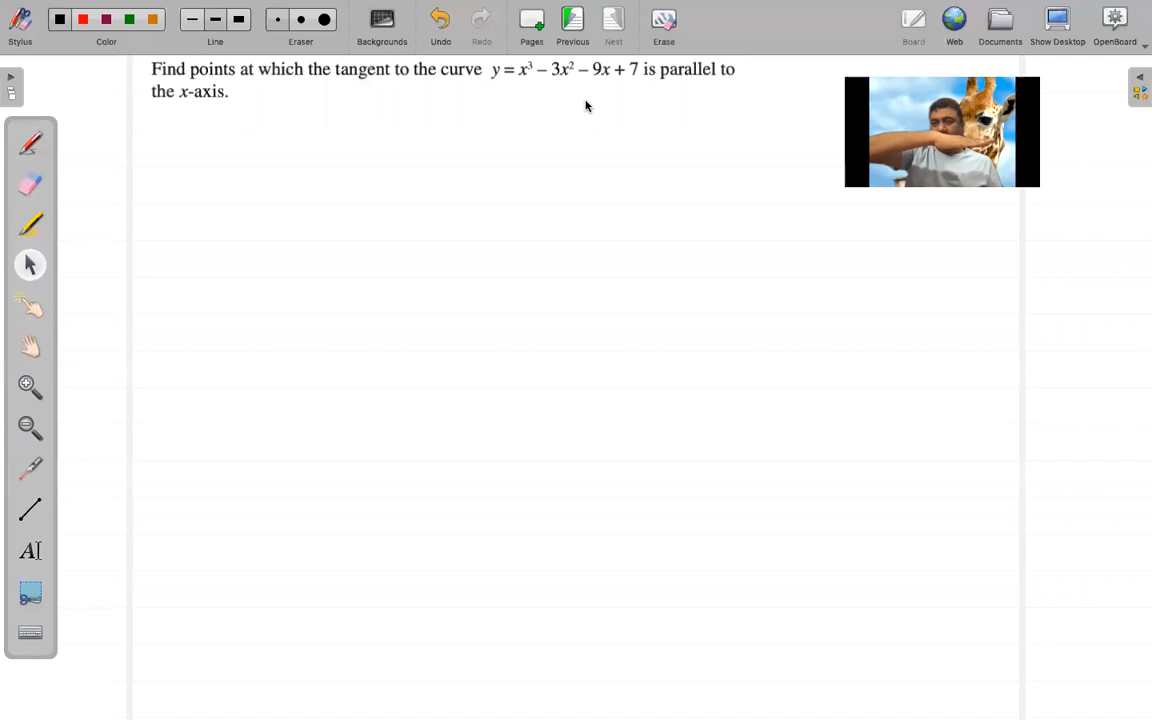 Stylus Color Line Eraser Backgrounds Undo Redo Pages Previous Next Erase Board Web Documents Show Desktop OpenBoard
Find points at which the tangent to the curve y = x³ – 3x² – 9x + 7 is parallel to
the x-axis.